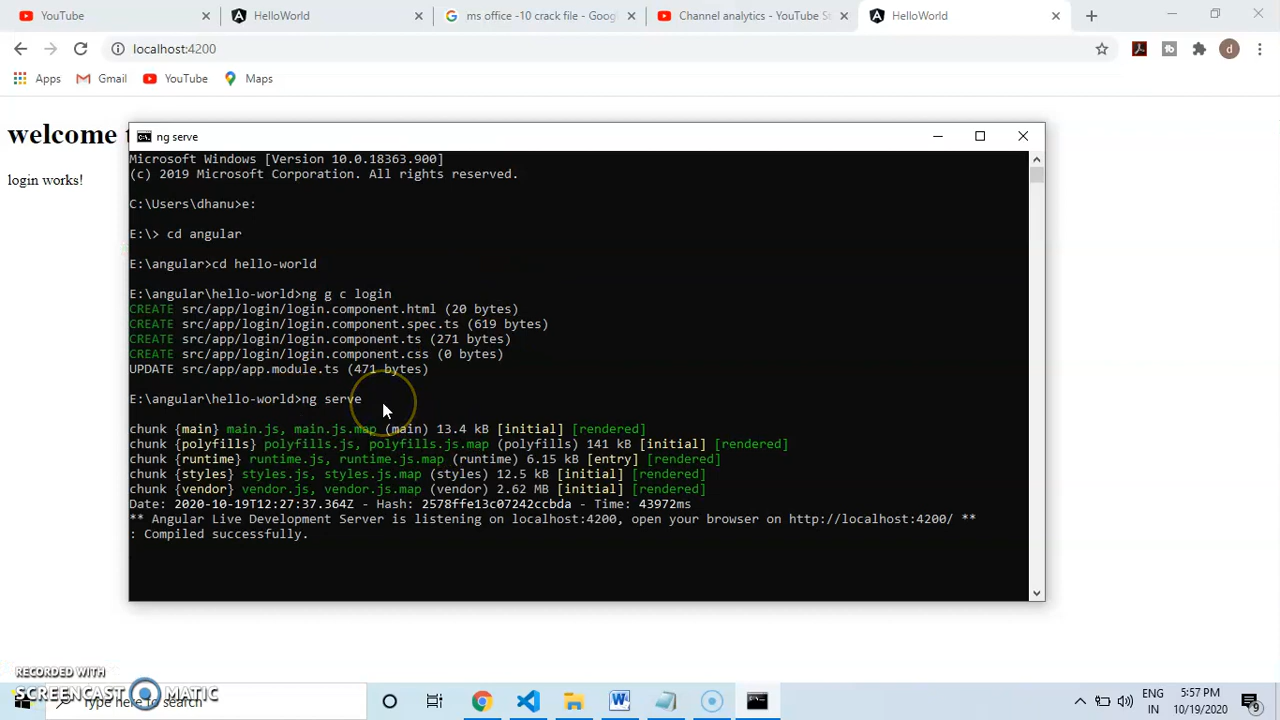 YouTube
HelloWorld
ms office -10 crack file - Goog
Channel analytics - YouTube St
HelloWorld
localhost:4200
Apps
Gmail
YouTube
Maps
d
welcome t
login works!
ng serve
Microsoft Windows [Version 10.0.18363.900]
(c) 2019 Microsoft Corporation. All rights reserved.
C:\Users\dhanu>e:
E:\> cd angular
E:\angular>cd hello-world
E:\angular\hello-world>ng g c login
CREATE src/app/login/login.component.html (20 bytes)
CREATE src/app/login/login.component.spec.ts (619 bytes)
CREATE src/app/login/login.component.ts (271 bytes)
CREATE src/app/login/login.component.css (0 bytes)
UPDATE src/app/app.module.ts (471 bytes)
E:\angular\hello-world>ng serve
chunk {main} main.js, main.js.map (main) 13.4 kB [initial] [rendered]
chunk {polyfills} polyfills.js, polyfills.js.map (polyfills) 141 kB [initial] [rendered]
chunk {runtime} runtime.js, runtime.js.map (runtime) 6.15 kB [entry] [rendered]
chunk {styles} styles.js, styles.js.map (styles) 12.5 kB [initial] [rendered]
chunk {vendor} vendor.js, vendor.js.map (vendor) 2.62 MB [initial] [rendered]
Date: 2020-10-19T12:27:37.364Z - Hash: 2578ffe13c07242ccbda - Time: 43972ms
** Angular Live Development Server is listening on localhost:4200, open your browser on http://localhost:4200/ **
: Compiled successfully.
RECORDED WITH
SCREENCAST MATIC
Type here to search
ENG
IN
5:57 PM
10/19/2020
9